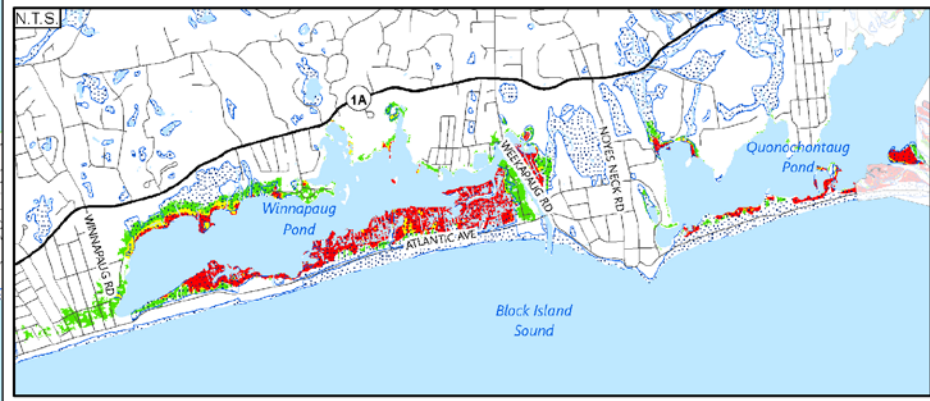 N.T.S.
1A
NOYES NECK RD
WEEKAPAUG RD
Quonochontaug
Pond
Winnapaug
Pond
WINNAPAUG RD
ATLANTIC AVE
Block Island
Sound